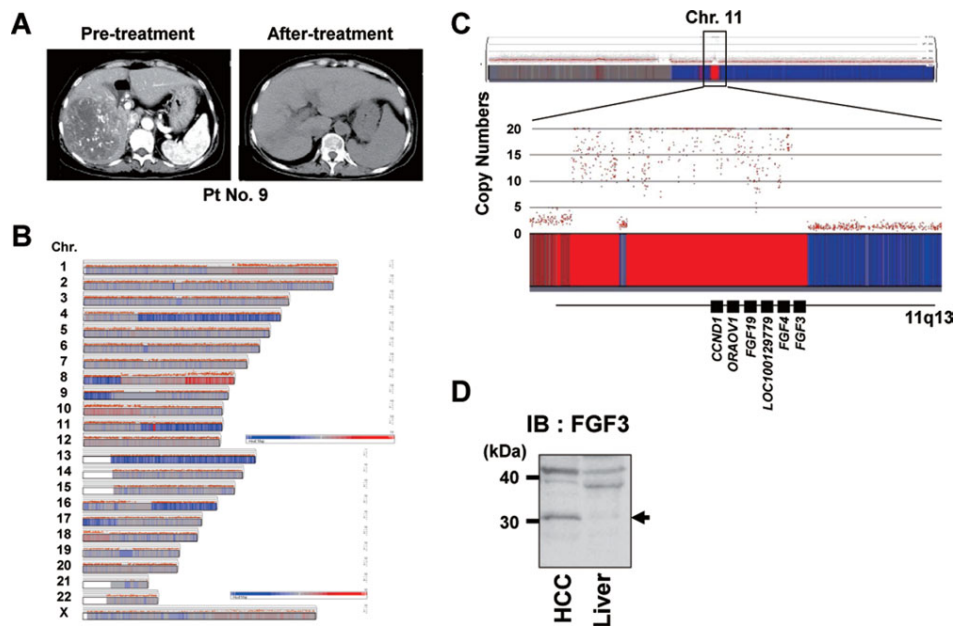 A
Pre-treatment
After-treatment
Pt No. 9
B
Chr.
1
2
3
4
5
6
7
8
9
10
11
12
13
14
15
16
17
18
19
20
21
22
X
C
Chr. 11
Copy Numbers
20
15
10
5
0
CCND1
ORAOV1
FGF19
LOC100129779
FGF4
FGF3
11q13
D
IB : FGF3
(kDa)
40
30
HCC
Liver